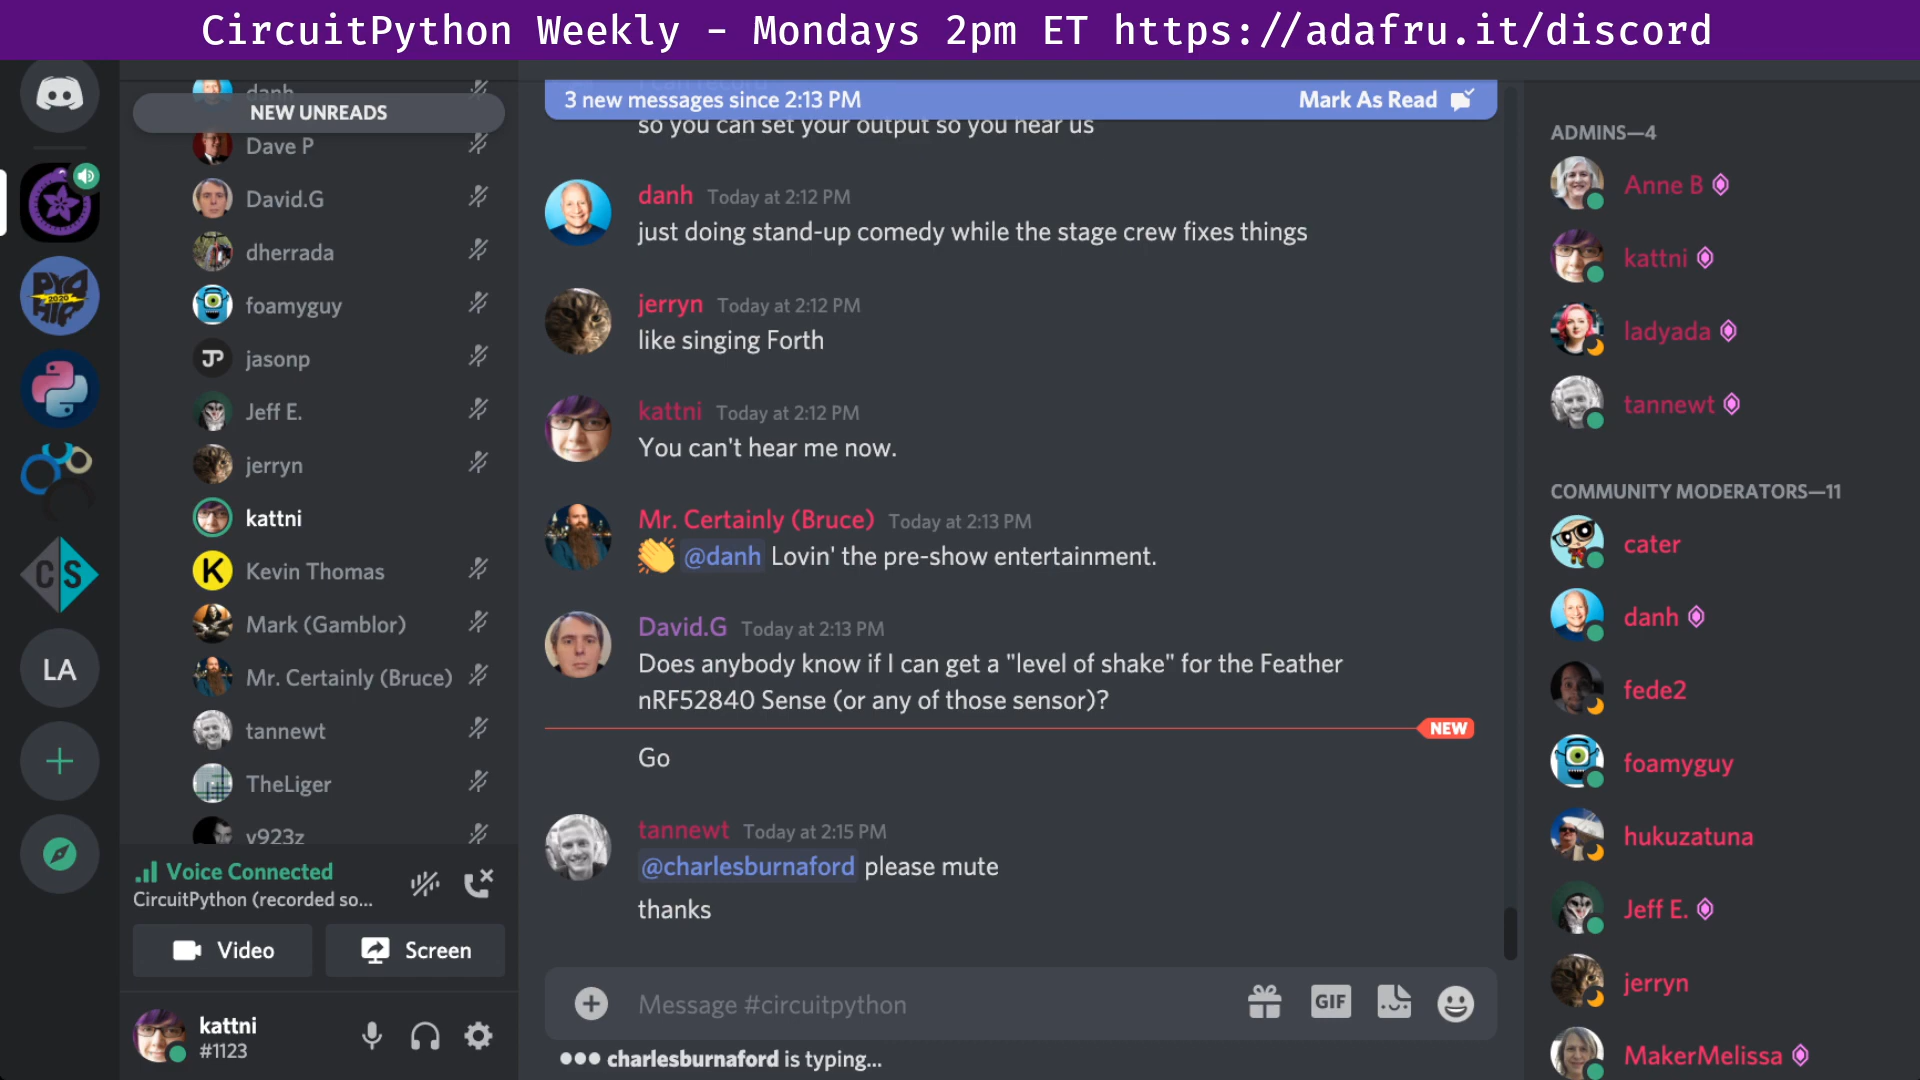 CircuitPython Weekly - Mondays 2pm ET https://adafru.it/discord
danh
NEW UNREADS
Dave P
David.G
dherrada
foamyguy
JP jasonp
Jeff E.
jerryn
kattni
K Kevin Thomas
Mark (Gamblor)
Mr. Certainly (Bruce)
tannewt
TheLiger
v923z
2020
CS
LA
Voice Connected
CircuitPython (recorded so...
Video
Screen
kattni
#1123
I can record
3 new messages since 2:13 PM Mark As Read
so you can set your output so you hear us
danh Today at 2:12 PM
just doing stand-up comedy while the stage crew fixes things
jerryn Today at 2:12 PM
like singing Forth
kattni Today at 2:12 PM
You can't hear me now.
Mr. Certainly (Bruce) Today at 2:13 PM
👏 @danh Lovin' the pre-show entertainment.
David.G Today at 2:13 PM
Does anybody know if I can get a "level of shake" for the Feather
nRF52840 Sense (or any of those sensor)?
NEW
Go
tannewt Today at 2:15 PM
@charlesburnaford please mute
thanks
Message #circuitpython
GIF
charlesburnaford is typing...
ADMINS—4
Anne B
kattni
ladyada
tannewt
COMMUNITY MODERATORS—11
cater
danh
fede2
foamyguy
hukuzatuna
Jeff E.
jerryn
MakerMelissa